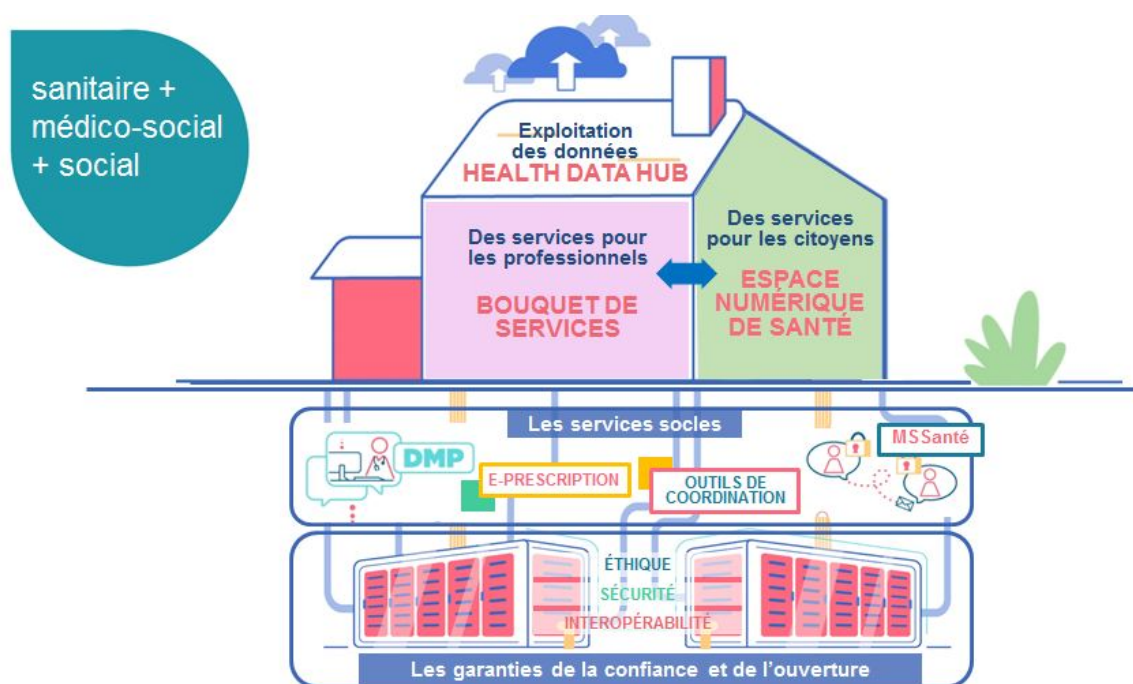 sanitaire +
médico-social
+ social
Exploitation
des données
HEALTH DATA HUB
Des services pour
les professionnels
BOUQUET DE
SERVICES
Des services
pour les citoyens
ESPACE
NUMÉRIQUE
DE SANTÉ
Les services socles
DMP
E-PRESCRIPTION
OUTILS DE
COORDINATION
MSSanté
ÉTHIQUE
SÉCURITÉ
INTEROPÉRABILITÉ
Les garanties de la confiance et de l'ouverture